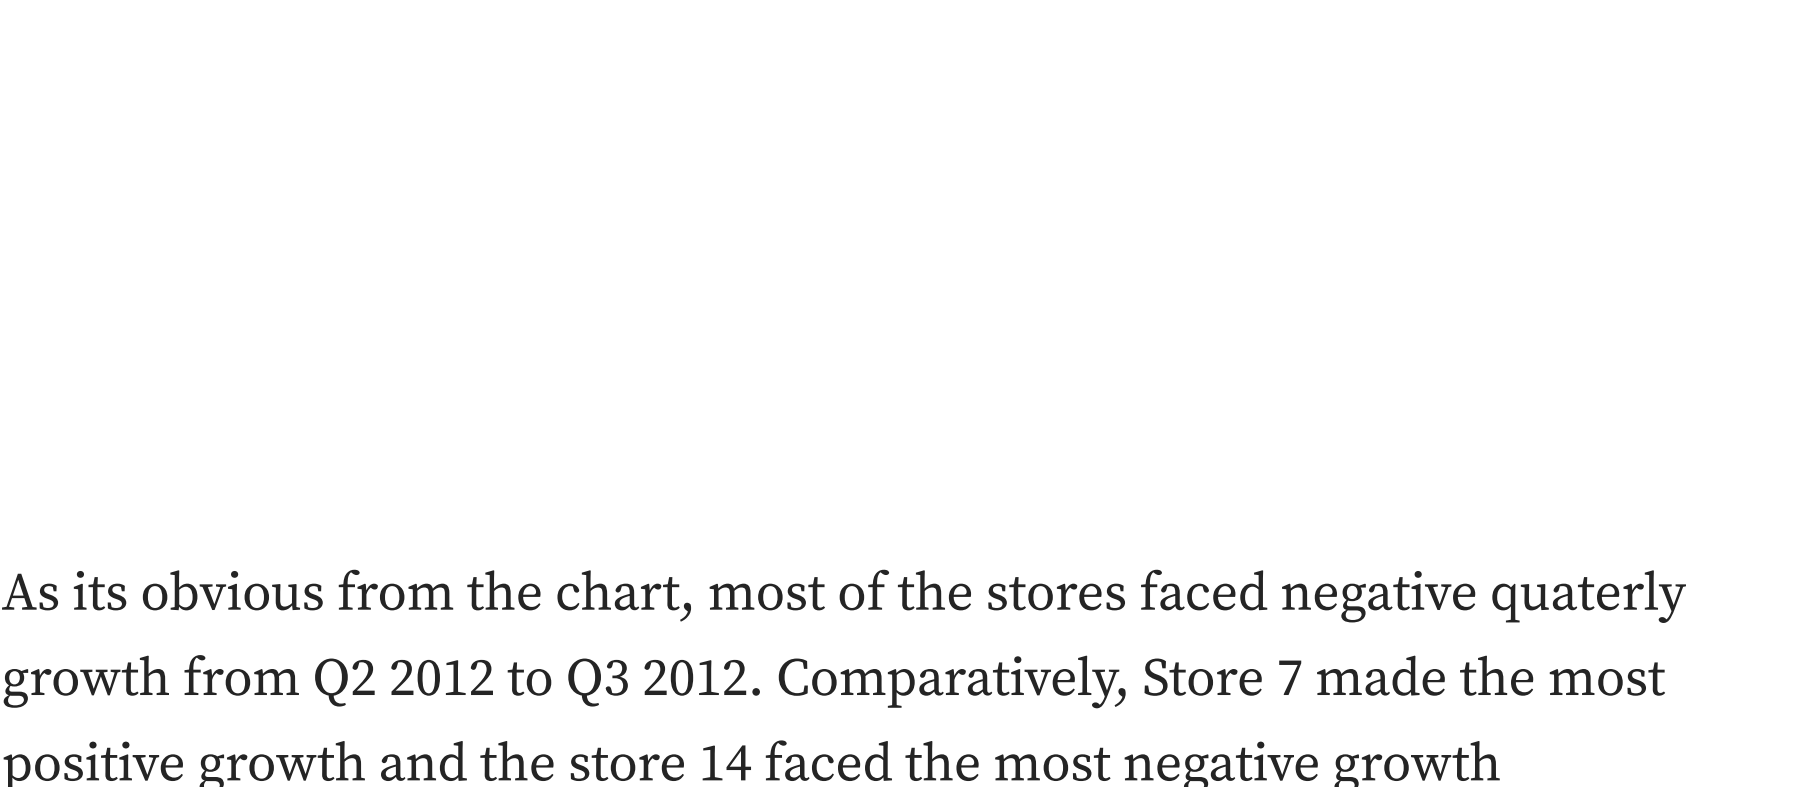 As its obvious from the chart, most of the stores faced negative quaterly
growth from Q2 2012 to Q3 2012. Comparatively, Store 7 made the most
positive growth and the store 14 faced the most negative growth